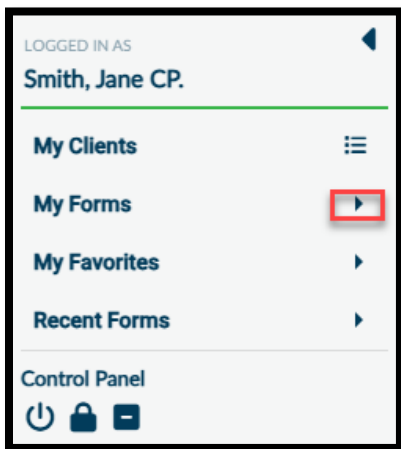 LOGGED IN AS
Smith, Jane CP.
My Clients
My Forms
My Favorites
Recent Forms
Control Panel